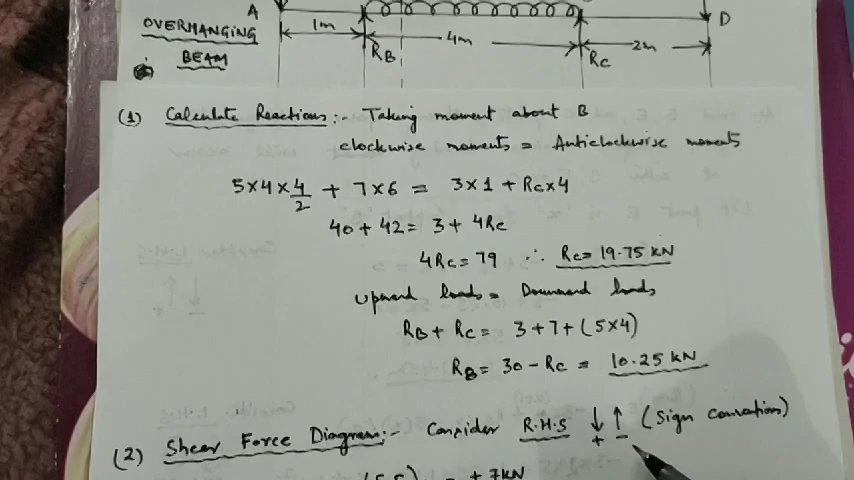 A
D
OVERHANGING
BEAM
1m
RB
4m
RC
2m
(1) Calculate Reactions:- Taking moment about B
clockwise moments = Anticlockwise moments
5×4×4/2 + 7×6 = 3×1 + Rc×4
40+42 = 3 + 4Rc
4Rc = 79 ∴ Rc = 19.75 kN
Upward loads = Downward loads
RB + Rc = 3+7+(5×4)
RB = 30 - Rc = 10.25 kN
(2) Shear Force Diagram:- Consider R.H.S ↓↑ (Sign conventions)
+ -
= +7kN